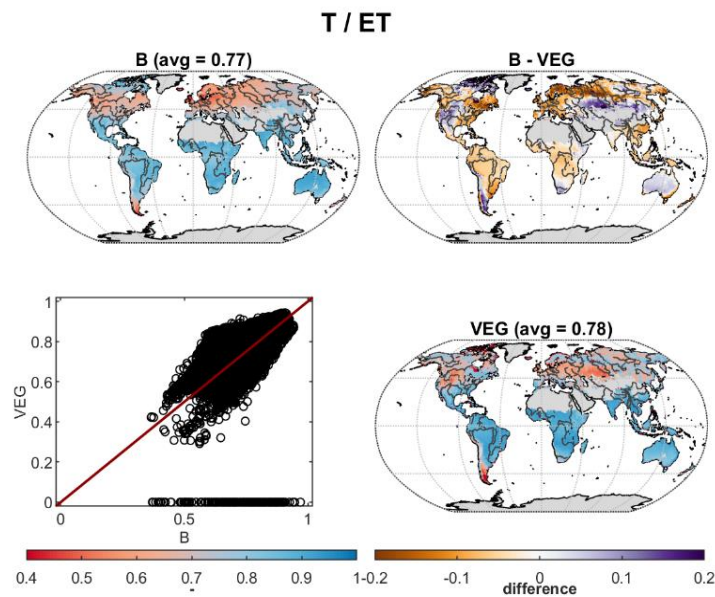 T / ET
B (avg = 0.77)
B - VEG
1
0.8
0.6
0.4
0.2
0
VEG
0 0.5 1
B
VEG (avg = 0.78)
0.4 0.5 0.6 0.7 0.8 0.9 1
-
-0.2 -0.1 0 0.1 0.2
difference